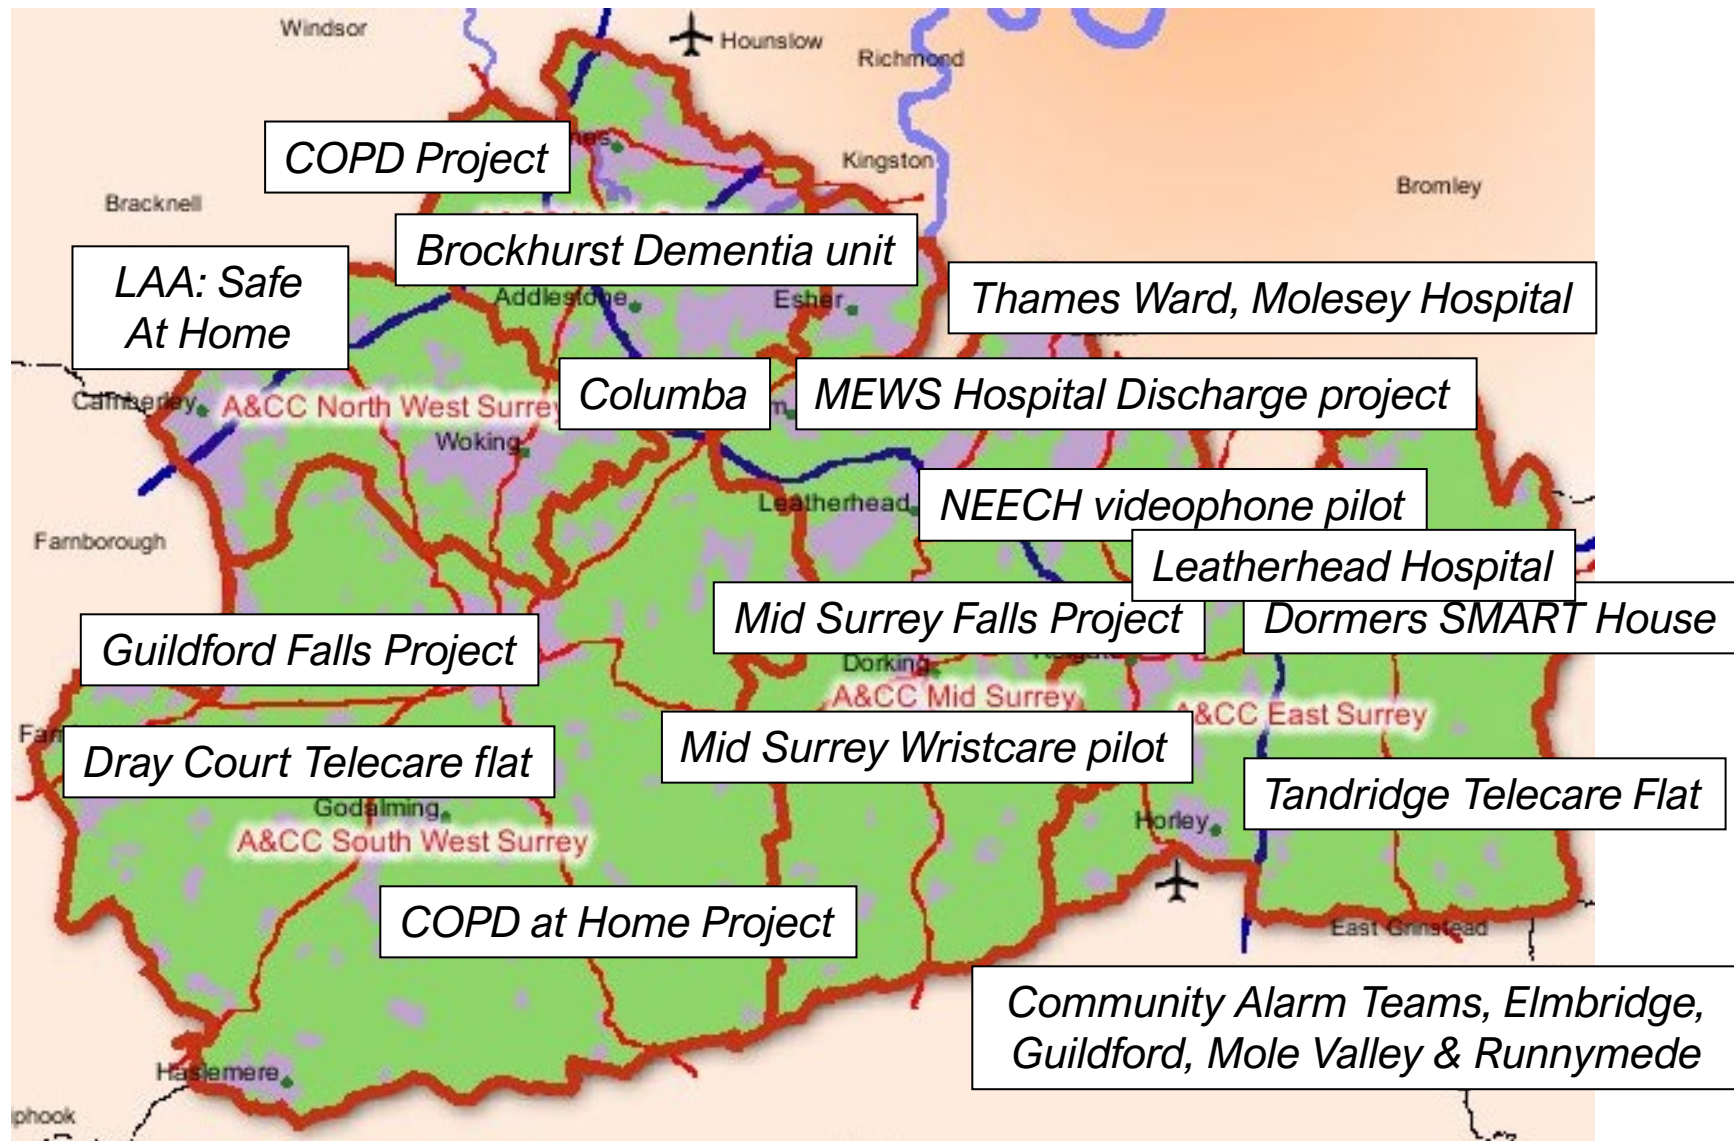 Windsor
Hounslow
Richmond
COPD Project
Kingston
Bracknell
Bromley
Brockhurst Dementia unit
LAA: Safe
At Home
Addlestone
Esher
Thames Ward, Molesey Hospital
Camberley
A&CC North West Surrey
Columba
MEWS Hospital Discharge project
Woking
Leatherhead
NEECH videophone pilot
Farnborough
Leatherhead Hospital
Guildford Falls Project
Mid Surrey Falls Project
Dormers SMART House
Dorking
A&CC Mid Surrey
A&CC East Surrey
Dray Court Telecare flat
Mid Surrey Wristcare pilot
Tandridge Telecare Flat
Godalming
Horley
A&CC South West Surrey
COPD at Home Project
East Grinstead
Community Alarm Teams, Elmbridge,
Guildford, Mole Valley & Runnymede
Haslemere
phook